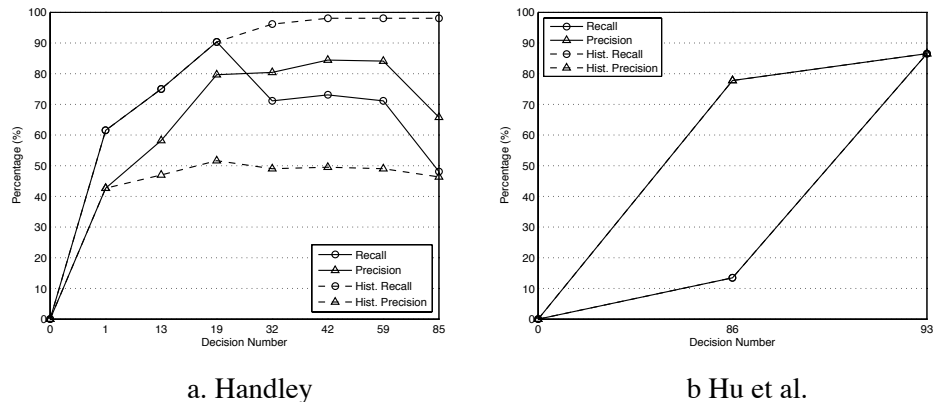 100
90
80
70
60
50
40
30
20
10
0
Percentage (%)
0 1 13 19 32 42 59 85
Decision Number
Recall
Precision
Hist. Recall
Hist. Precision
a. Handley
100
90
80
70
60
50
40
30
20
10
0
Percentage (%)
0 86 93
Decision Number
Recall
Precision
Hist. Recall
Hist. Precision
b Hu et al.